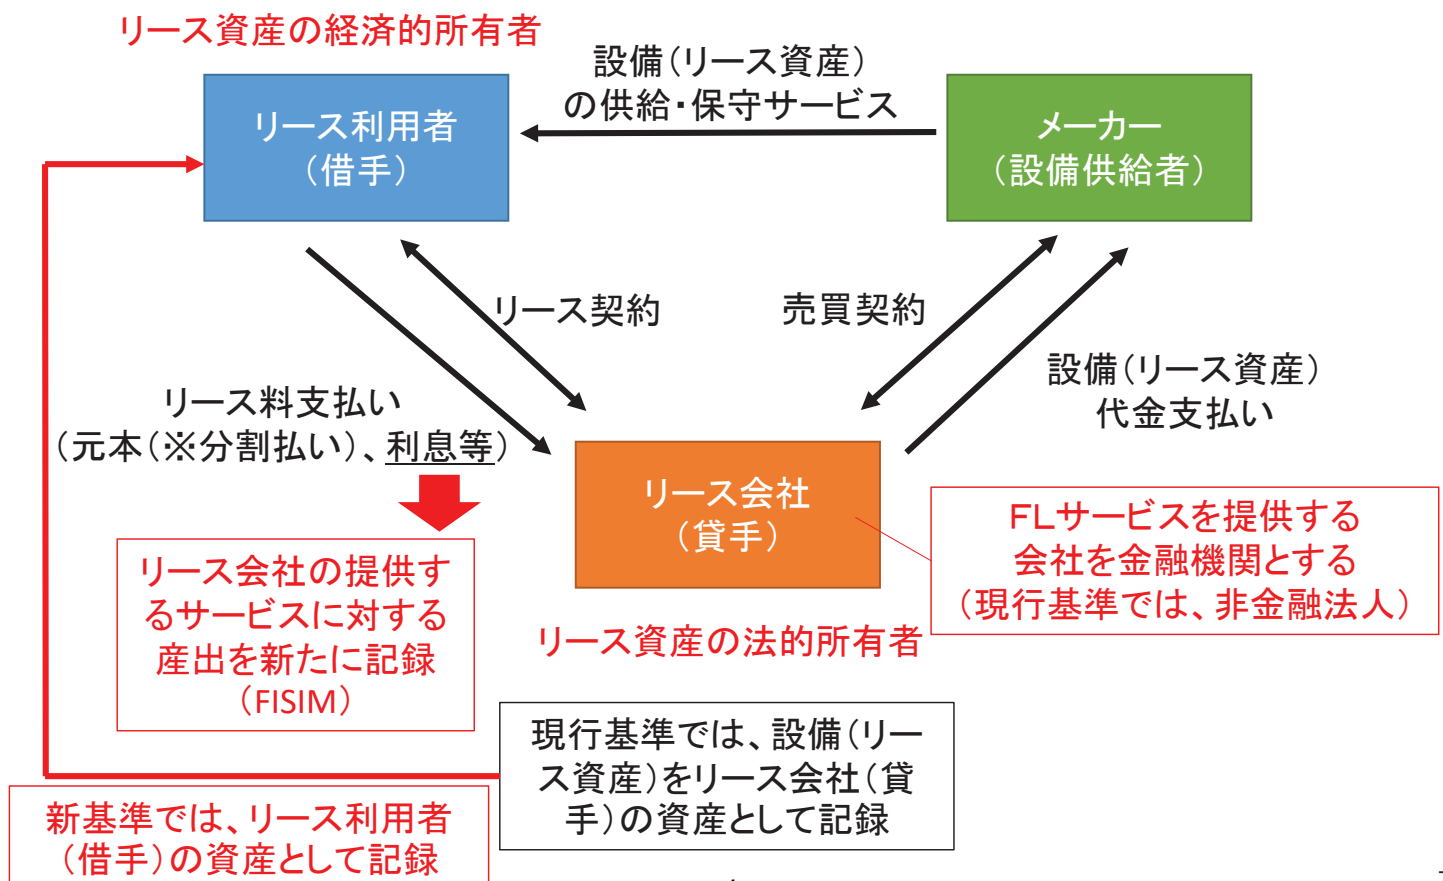 リース資産の経済的所有者
設備(リース資産)
の供給・保守サービス
リース利用者
(借手)
メーカー
(設備供給者)
リース契約
売買契約
設備(リース資産)
代金支払い
リース料支払い
(元本(※分割払い)、利息等)
リース会社
(貸手)
FLサービスを提供する
会社を金融機関とする
(現行基準では、非金融法人)
リース会社の提供す
るサービスに対する
産出を新たに記録
(FISIM)
リース資産の法的所有者
現行基準では、設備(リー
ス資産)をリース会社(貸
手)の資産として記録
新基準では、リース利用者
(借手)の資産として記録